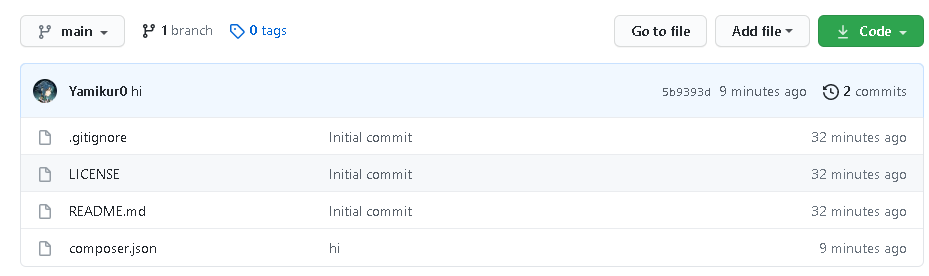 main 1 branch 0 tags Go to file Add file Code
Yamikur0 hi 5b9393d 9 minutes ago 2 commits
.gitignore Initial commit 32 minutes ago
LICENSE Initial commit 32 minutes ago
README.md Initial commit 32 minutes ago
composer.json hi 9 minutes ago